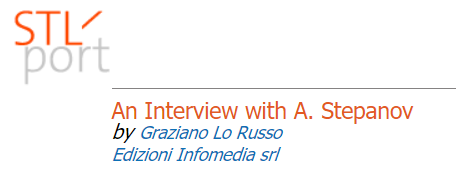 STL
port
An Interview with A. Stepanov
by Graziano Lo Russo
Edizioni Infomedia srl